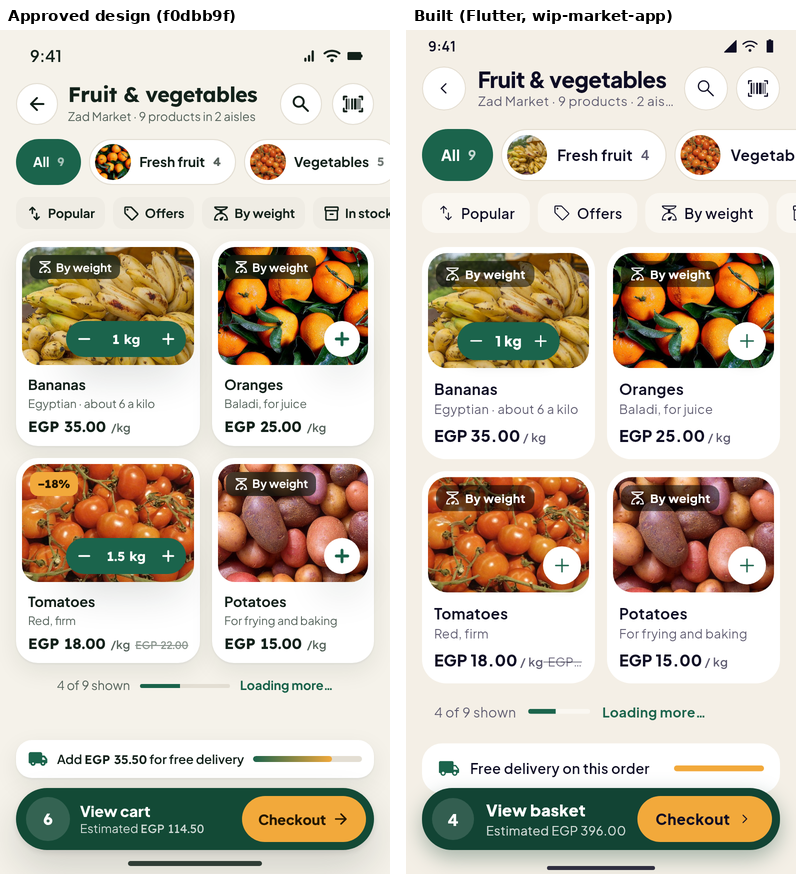 Approved design (f0dbb9f)
9:41
Fruit & vegetables
Zad Market · 9 products in 2 aisles
All 9
Fresh fruit 4
Vegetables 5
Popular
Offers
By weight
In stock
By weight
1 kg
Bananas
Egyptian · about 6 a kilo
EGP 35.00 /kg
By weight
Oranges
Baladi, for juice
EGP 25.00 /kg
−18%
1.5 kg
Tomatoes
Red, firm
EGP 18.00 /kg EGP 22.00
By weight
Potatoes
For frying and baking
EGP 15.00 /kg
4 of 9 shown
Loading more…
Add EGP 35.50 for free delivery
6
View cart
Estimated EGP 114.50
Checkout
Built (Flutter, wip-market-app)
9:41
Fruit & vegetables
Zad Market · 9 products · 2 ais…
All 9
Fresh fruit 4
Vegetab
Popular
Offers
By weight
By weight
1 kg
Bananas
Egyptian · about 6 a kilo
EGP 35.00 / kg
By weight
Oranges
Baladi, for juice
EGP 25.00 / kg
By weight
Tomatoes
Red, firm
EGP 18.00 / kg EGP…
By weight
Potatoes
For frying and baking
EGP 15.00 / kg
4 of 9 shown
Loading more…
Free delivery on this order
4
View basket
Estimated EGP 396.00
Checkout